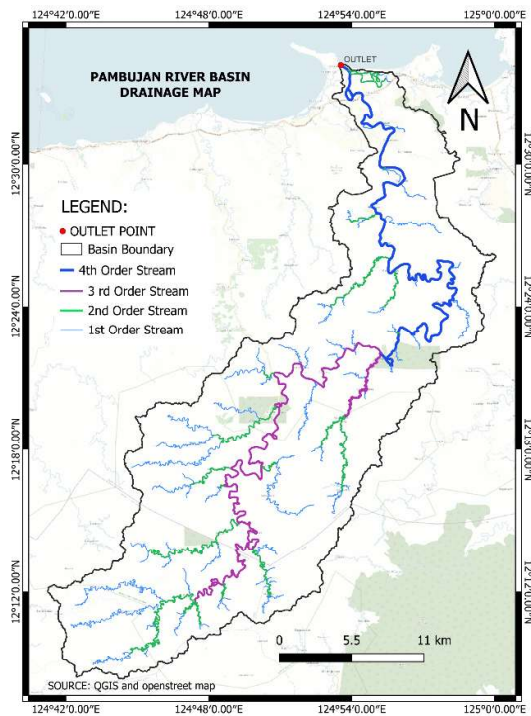 124°42'0.00"E 124°48'0.00"E 124°54'0.00"E 125°0'0.00"E
OUTLET
PAMBUJAN RIVER BASIN
DRAINAGE MAP
N
12°30'0.00"N 12°30'0.00"N
LEGEND:
OUTLET POINT
Basin Boundary
4th Order Stream
3 rd Order Stream
2nd Order Stream
1st Order Stream
12°24'0.00"N 12°24'0.00"N
12°18'0.00"N 12°18'0.00"N
12°12'0.00"N 12°12'0.00"N
0 5.5 11 km
SOURCE: QGIS and openstreet map
124°42'0.00"E 124°48'0.00"E 124°54'0.00"E 125°0'0.00"E